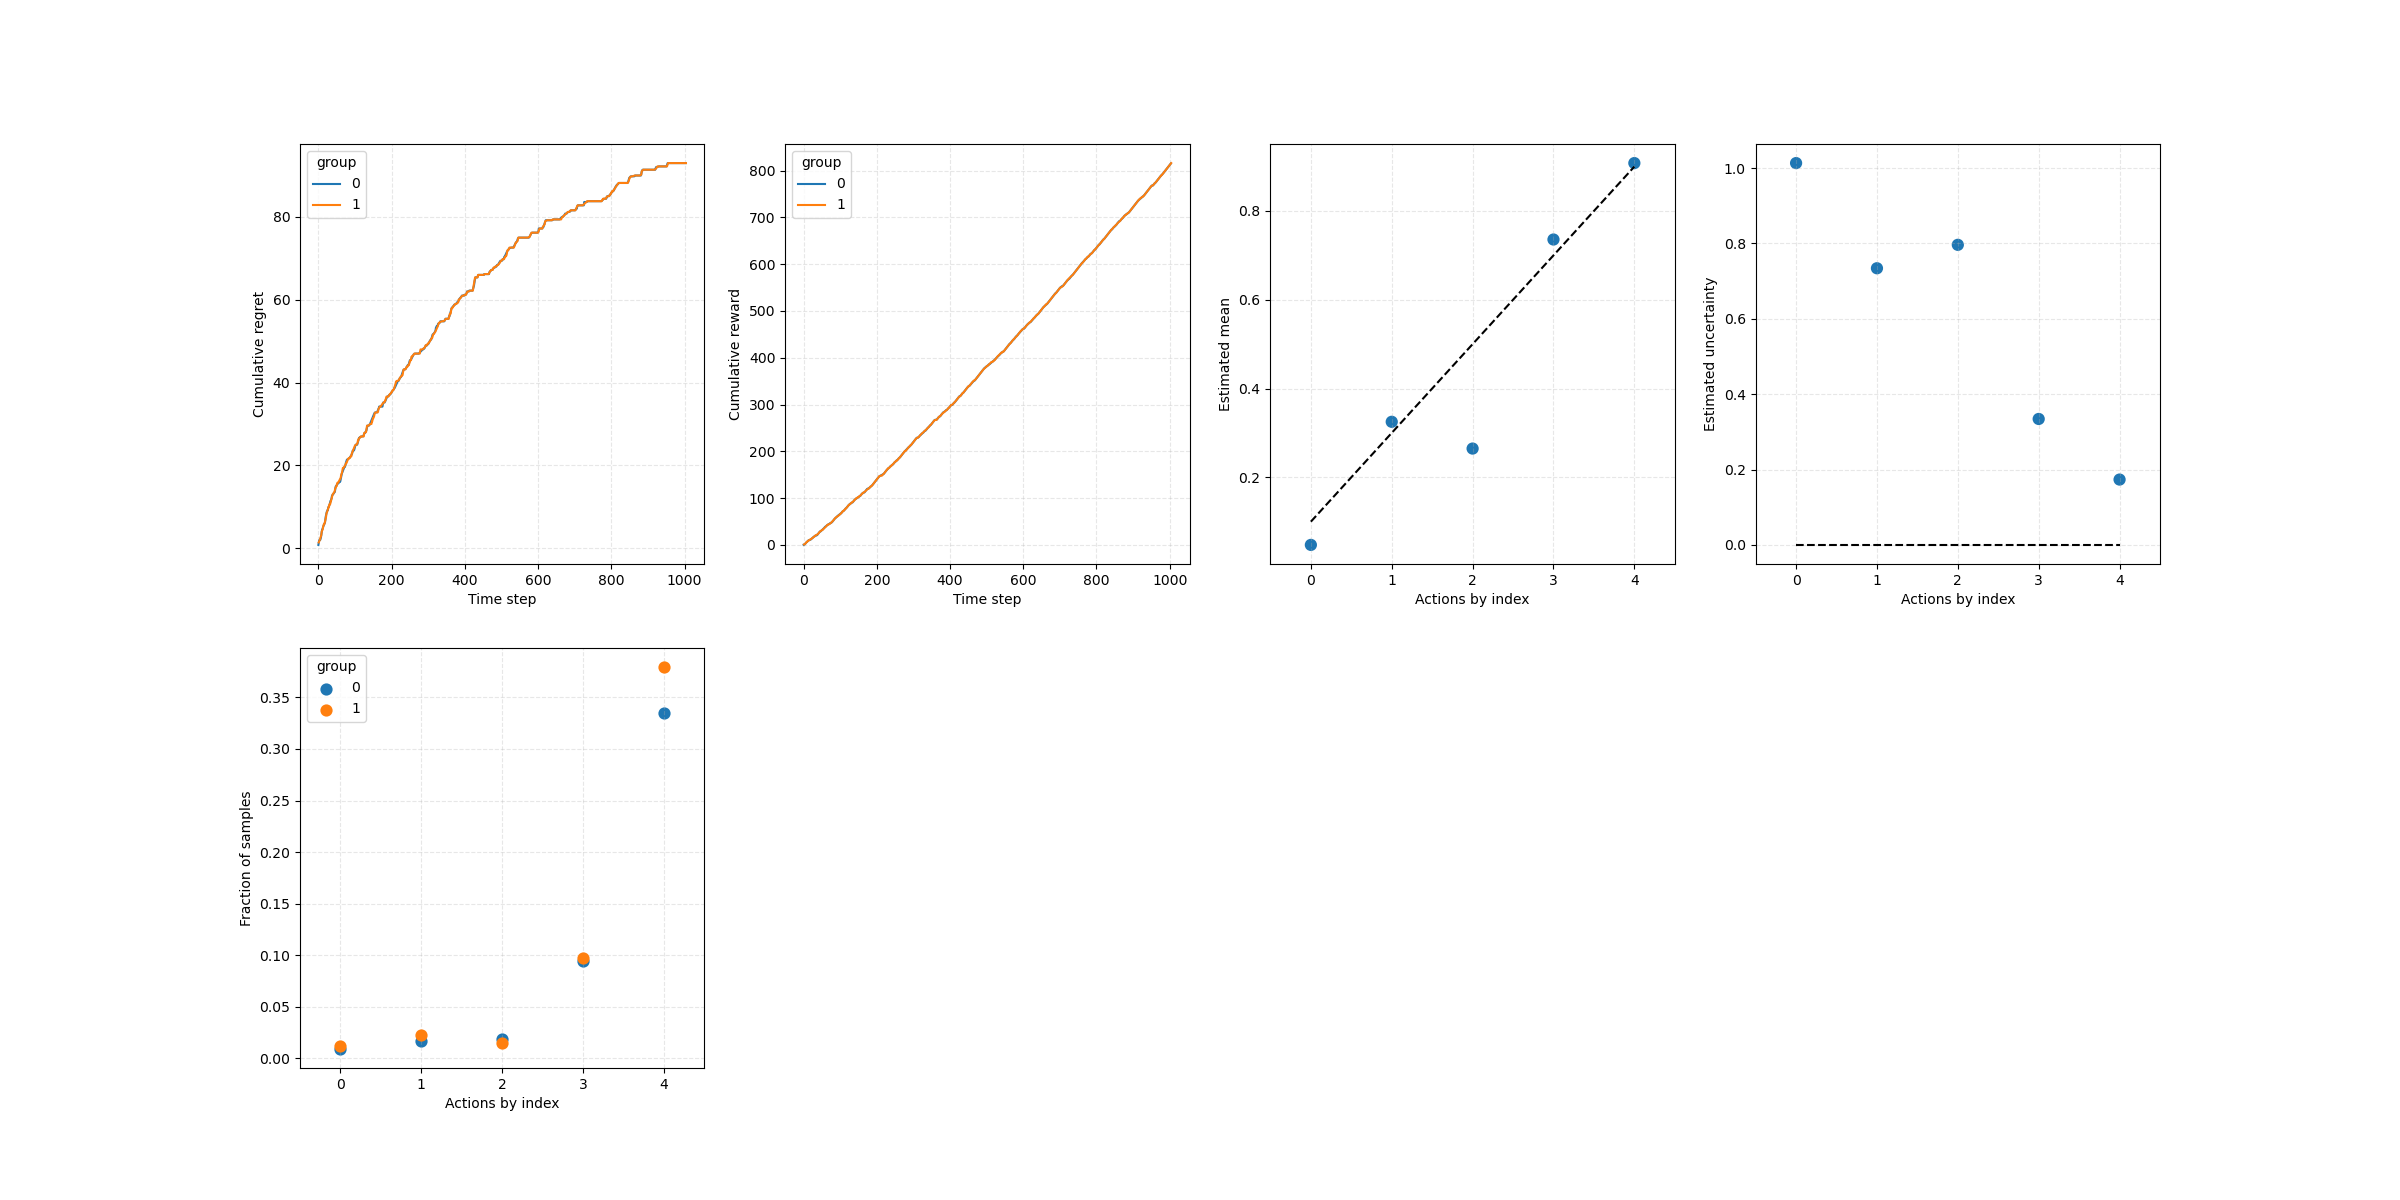 group
0
1
80
60
40
20
0
Cumulative regret
0 200 400 600 800 1000
Time step
group
0
1
800
700
600
500
400
300
200
100
0
Cumulative reward
0 200 400 600 800 1000
Time step
0.8
0.6
0.4
0.2
Estimated mean
0 1 2 3 4
Actions by index
1.0
0.8
0.6
0.4
0.2
0.0
Estimated uncertainty
0 1 2 3 4
Actions by index
group
0
1
0.35
0.30
0.25
0.20
0.15
0.10
0.05
0.00
Fraction of samples
0 1 2 3 4
Actions by index